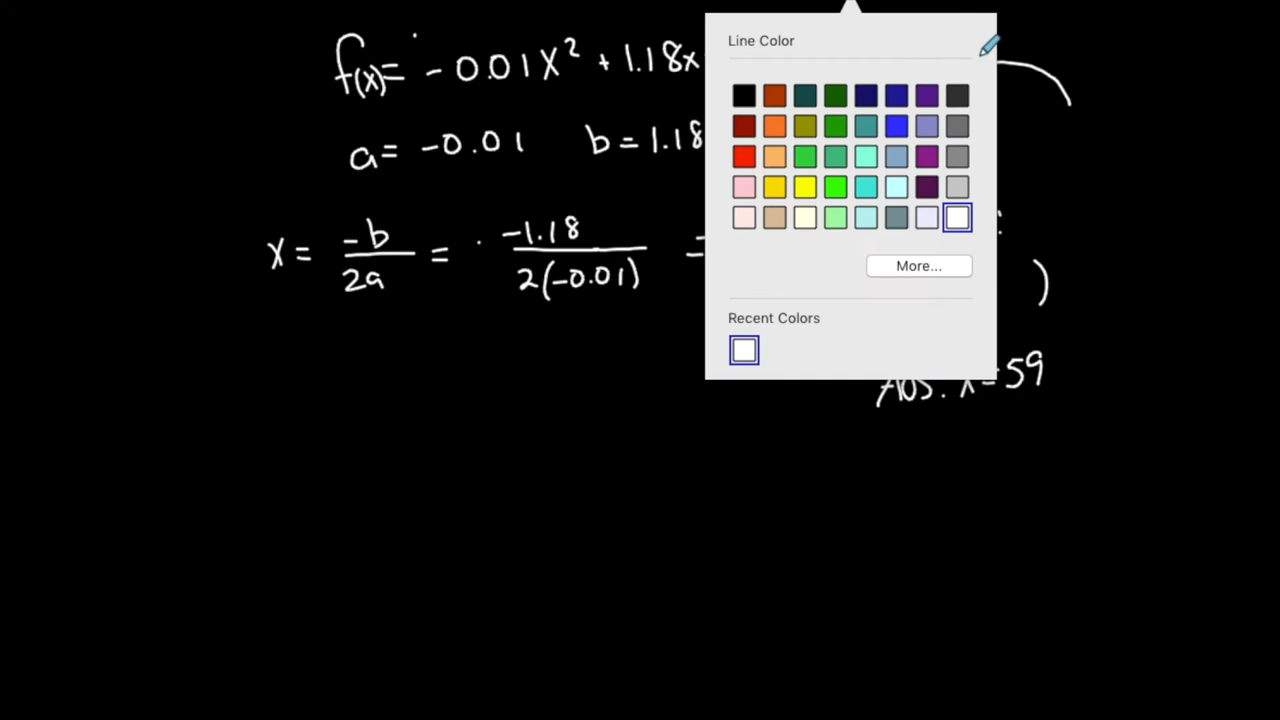 f(x)= -0.01x² + 1.18x
a= -0.01 b= 1.18
x= -b/2a = -1.18/2(-0.01) =
)
x=59
Line Color
More...
Recent Colors